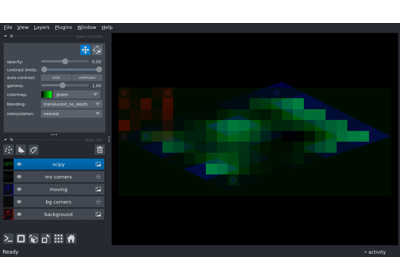 File View Layers Plugins Window Help
opacity: 0.50
contrast limits:
auto-contrast: once continuous
gamma: 1.00
colormap: green
blending: translucent_no_depth
interpolation: nearest
scipy
mv corners
moving
bg corners
background
Ready activity